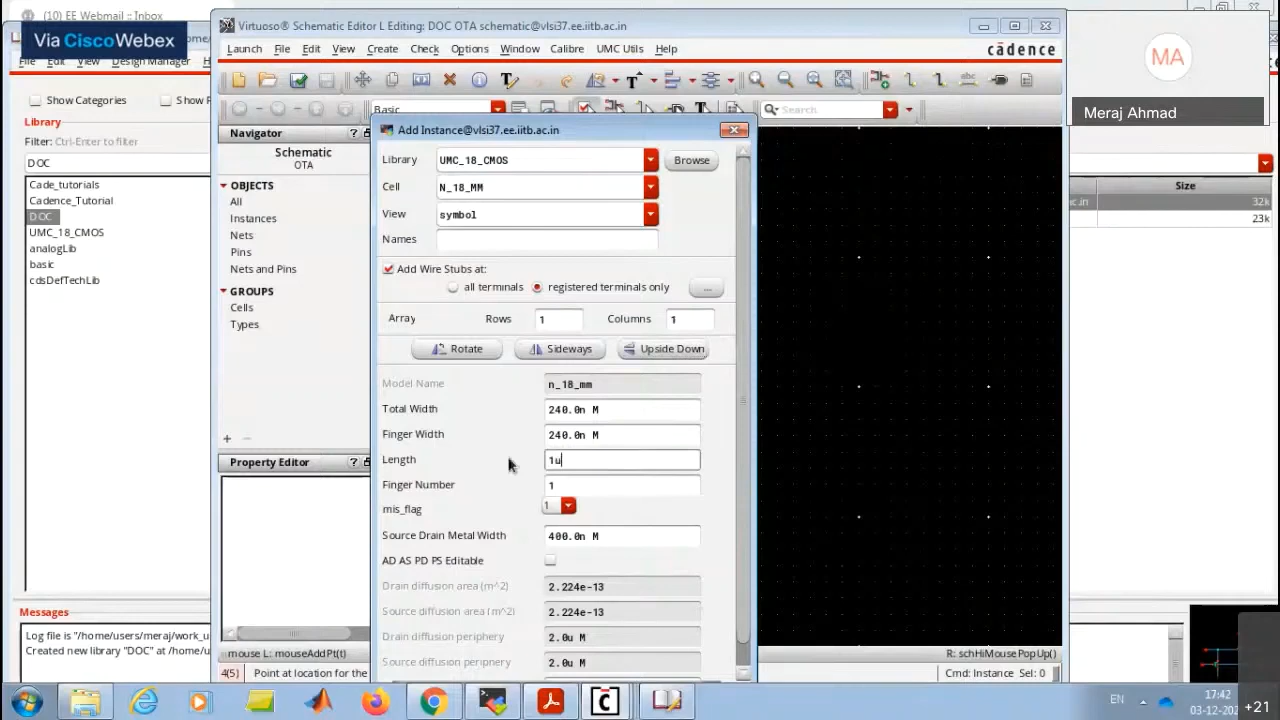 (10) EE Webmail :: Inbox
Via CiscoWebex
File Edit View Design Manager
Show Categories
Library
Filter: Ctrl-Enter to filter
DOC
Cade_tutorials
Cadence_Tutorial
DOC
UMC_18_CMOS
analogLib
basic
cdsDefTechLib
Messages
Log file is "/home/users/meraj/work_u
Created new library "DOC" at /home/u
Virtuoso® Schematic Editor L Editing: DOC OTA schematic@vlsi37.ee.iitb.ac.in
Launch File Edit View Create Check Options Window Calibre UMC Utils Help
cādence
Basic
Search
Navigator
Schematic
OTA
OBJECTS
All
Instances
Nets
Pins
Nets and Pins
GROUPS
Cells
Types
Property Editor
mouse L: mouseAddPt(t)
R: schHiMousePopUp()
4(5) Point at location for the
Cmd: Instance Sel: 0
Add Instance@vlsi37.ee.iitb.ac.in
Library UMC_18_CMOS Browse
Cell N_18_MM
View symbol
Names
Add Wire Stubs at:
all terminals registered terminals only ...
Array Rows 1 Columns 1
Rotate Sideways Upside Down
Model Name n_18_mm
Total Width 240.0n M
Finger Width 240.0n M
Length 1u
Finger Number 1
mis_flag 1
Source Drain Metal Width 400.0n M
AD AS PD PS Editable
Drain diffusion area (m^2) 2.224e-13
Source diffusion area (m^2) 2.224e-13
Drain diffusion periphery 2.0u M
Source diffusion periphery 2.0u M
MA
Meraj Ahmad
Size
ac.in 32k
23k
EN
17:42
03-12-202
+21